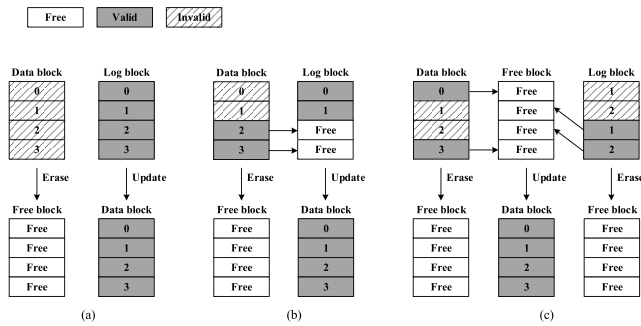 Free Valid Invalid
Data block Log block Data block Log block Data block Free block Log block
0 0 0 0 0 Free 1
1 1 1 1 1 Free 2
2 2 2 Free 2 Free 1
3 3 3 Free 3 Free 2
Erase Update Erase Update Erase Update Erase
Free block Data block Free block Data block Free block Data block Free block
Free 0 Free 0 Free 0 Free
Free 1 Free 1 Free 1 Free
Free 2 Free 2 Free 2 Free
Free 3 Free 3 Free 3 Free
(a) (b) (c)